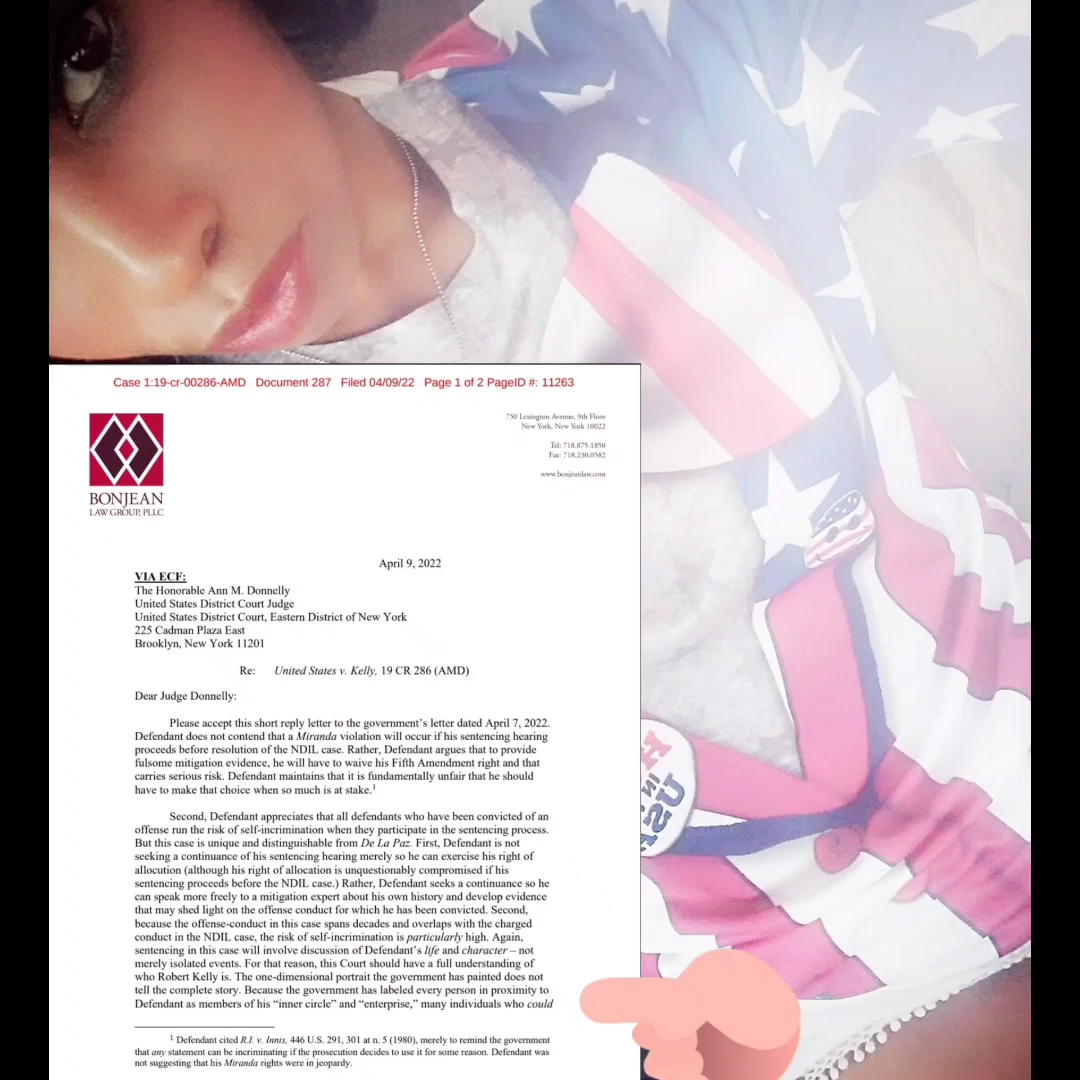 Case 1:19-cr-00286-AMD Document 287 Filed 04/09/22 Page 1 of 2 PageID #: 11263
750 Lexington Avenue, 9th Floor
New York, New York 10022
Tel: 718.875.1850
Fax: 718.230.0582
www.bonjeanlaw.com
BONJEAN
LAW GROUP, PLLC
April 9, 2022
VIA ECF:
The Honorable Ann M. Donnelly
United States District Court Judge
United States District Court, Eastern District of New York
225 Cadman Plaza East
Brooklyn, New York 11201
Re: United States v. Kelly, 19 CR 286 (AMD)
Dear Judge Donnelly:
Please accept this short reply letter to the government's letter dated April 7, 2022.
Defendant does not contend that a Miranda violation will occur if his sentencing hearing
proceeds before resolution of the NDIL case. Rather, Defendant argues that to provide
fulsome mitigation evidence, he will have to waive his Fifth Amendment right and that
carries serious risk. Defendant maintains that it is fundamentally unfair that he should
have to make that choice when so much is at stake.¹
Second, Defendant appreciates that all defendants who have been convicted of an
offense run the risk of self-incrimination when they participate in the sentencing process.
But this case is unique and distinguishable from De La Paz. First, Defendant is not
seeking a continuance of his sentencing hearing merely so he can exercise his right of
allocution (although his right of allocation is unquestionably compromised if his
sentencing proceeds before the NDIL case.) Rather, Defendant seeks a continuance so he
can speak more freely to a mitigation expert about his own history and develop evidence
that may shed light on the offense conduct for which he has been convicted. Second,
because the offense-conduct in this case spans decades and overlaps with the charged
conduct in the NDIL case, the risk of self-incrimination is particularly high. Again,
sentencing in this case will involve discussion of Defendant's life and character – not
merely isolated events. For that reason, this Court should have a full understanding of
who Robert Kelly is. The one-dimensional portrait the government has painted does not
tell the complete story. Because the government has labeled every person in proximity to
Defendant as members of his "inner circle" and "enterprise," many individuals who could
¹ Defendant cited R.I. v. Innis, 446 U.S. 291, 301 at n. 5 (1980), merely to remind the government
that any statement can be incriminating if the prosecution decides to use it for some reason. Defendant was
not suggesting that his Miranda rights were in jeopardy.
USA